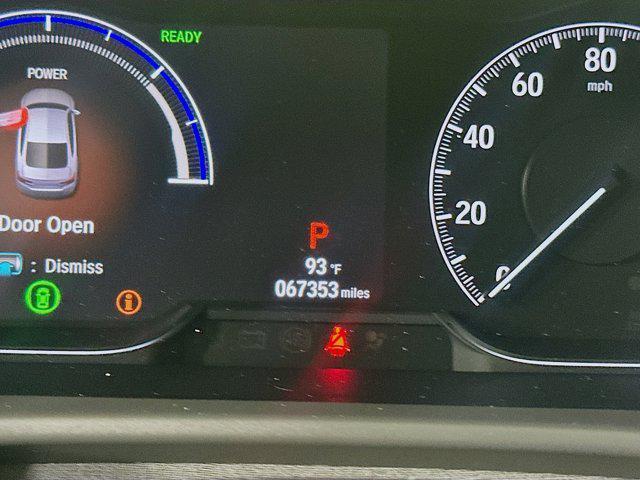 READY
POWER
Door Open
: Dismiss
P
93°F
067353 miles
80
mph
60
40
20
0